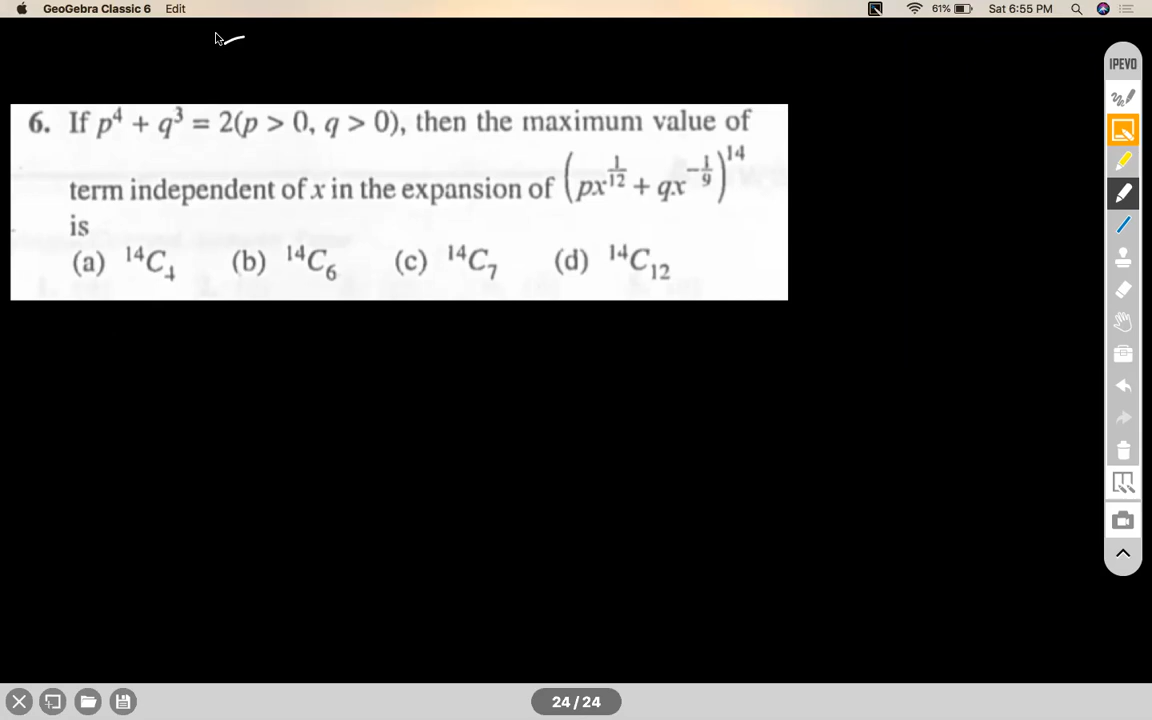 GeoGebra Classic 6 Edit 61% Sat 6:55 PM
IPEVO
6. If p⁴ + q³ = 2(p > 0, q > 0), then the maximum value of
term independent of x in the expansion of (px^{1/12} + qx^{-1/9})^{14}
is
(a) ¹⁴C₄ (b) ¹⁴C₆ (c) ¹⁴C₇ (d) ¹⁴C₁₂
24 / 24